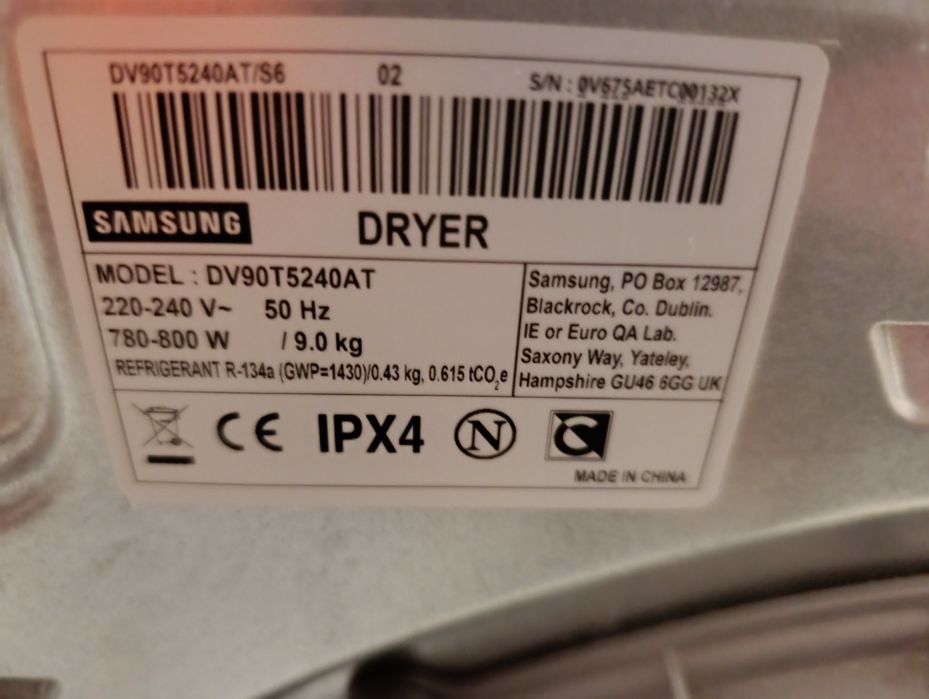 DV90T5240AT/S6 02 S/N : 0V675AETC00132X
SAMSUNG DRYER
MODEL : DV90T5240AT
220-240 V~ 50 Hz
780-800 W / 9.0 kg
REFRIGERANT R-134a (GWP=1430)/0.43 kg, 0.615 tCO₂e
Samsung, PO Box 12987,
Blackrock, Co. Dublin.
IE or Euro QA Lab.
Saxony Way, Yateley,
Hampshire GU46 6GG UK
CE IPX4 N
MADE IN CHINA